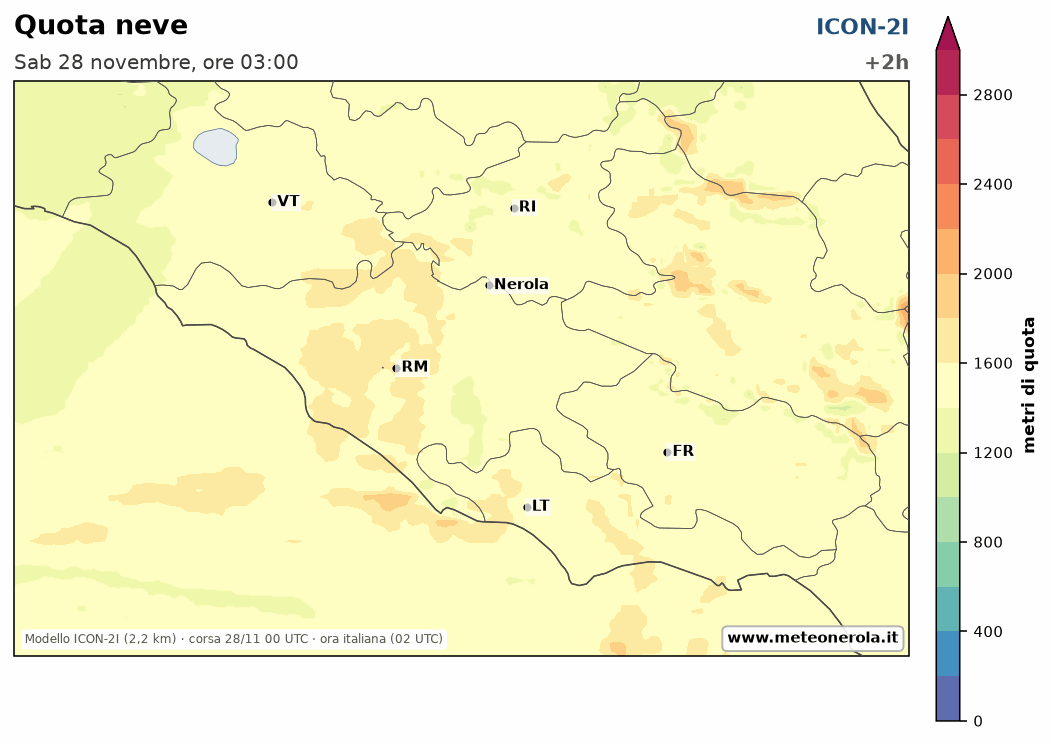 Quota neve
ICON-2I
Sab 28 novembre, ore 03:00
+2h
VT
RI
Nerola
RM
FR
LT
Modello ICON-2I (2,2 km) · corsa 28/11 00 UTC · ora italiana (02 UTC)
www.meteonerola.it
2800
2400
2000
1600
1200
800
400
0
metri di quota